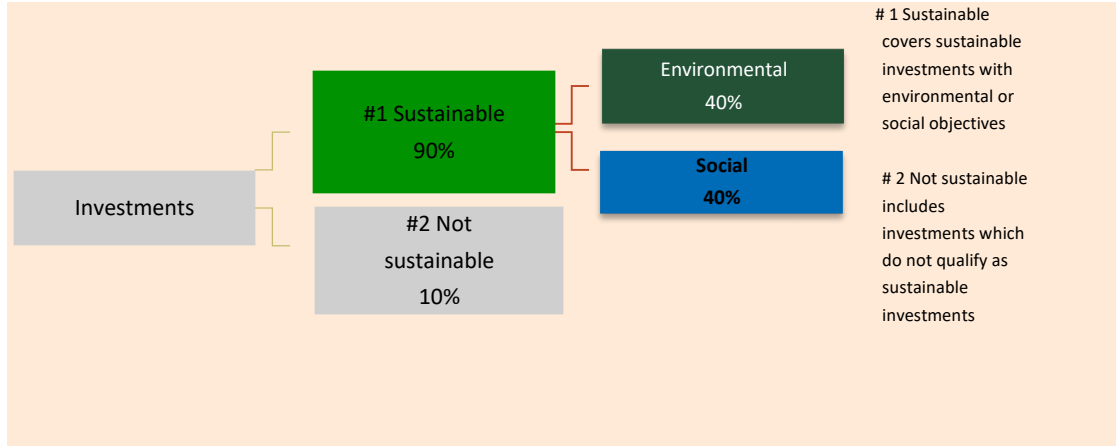 Investments
#1 Sustainable
90%
#2 Not
sustainable
10%
Environmental
40%
Social
40%
# 1 Sustainable
covers sustainable
investments with
environmental or
social objectives
# 2 Not sustainable
includes
investments which
do not qualify as
sustainable
investments